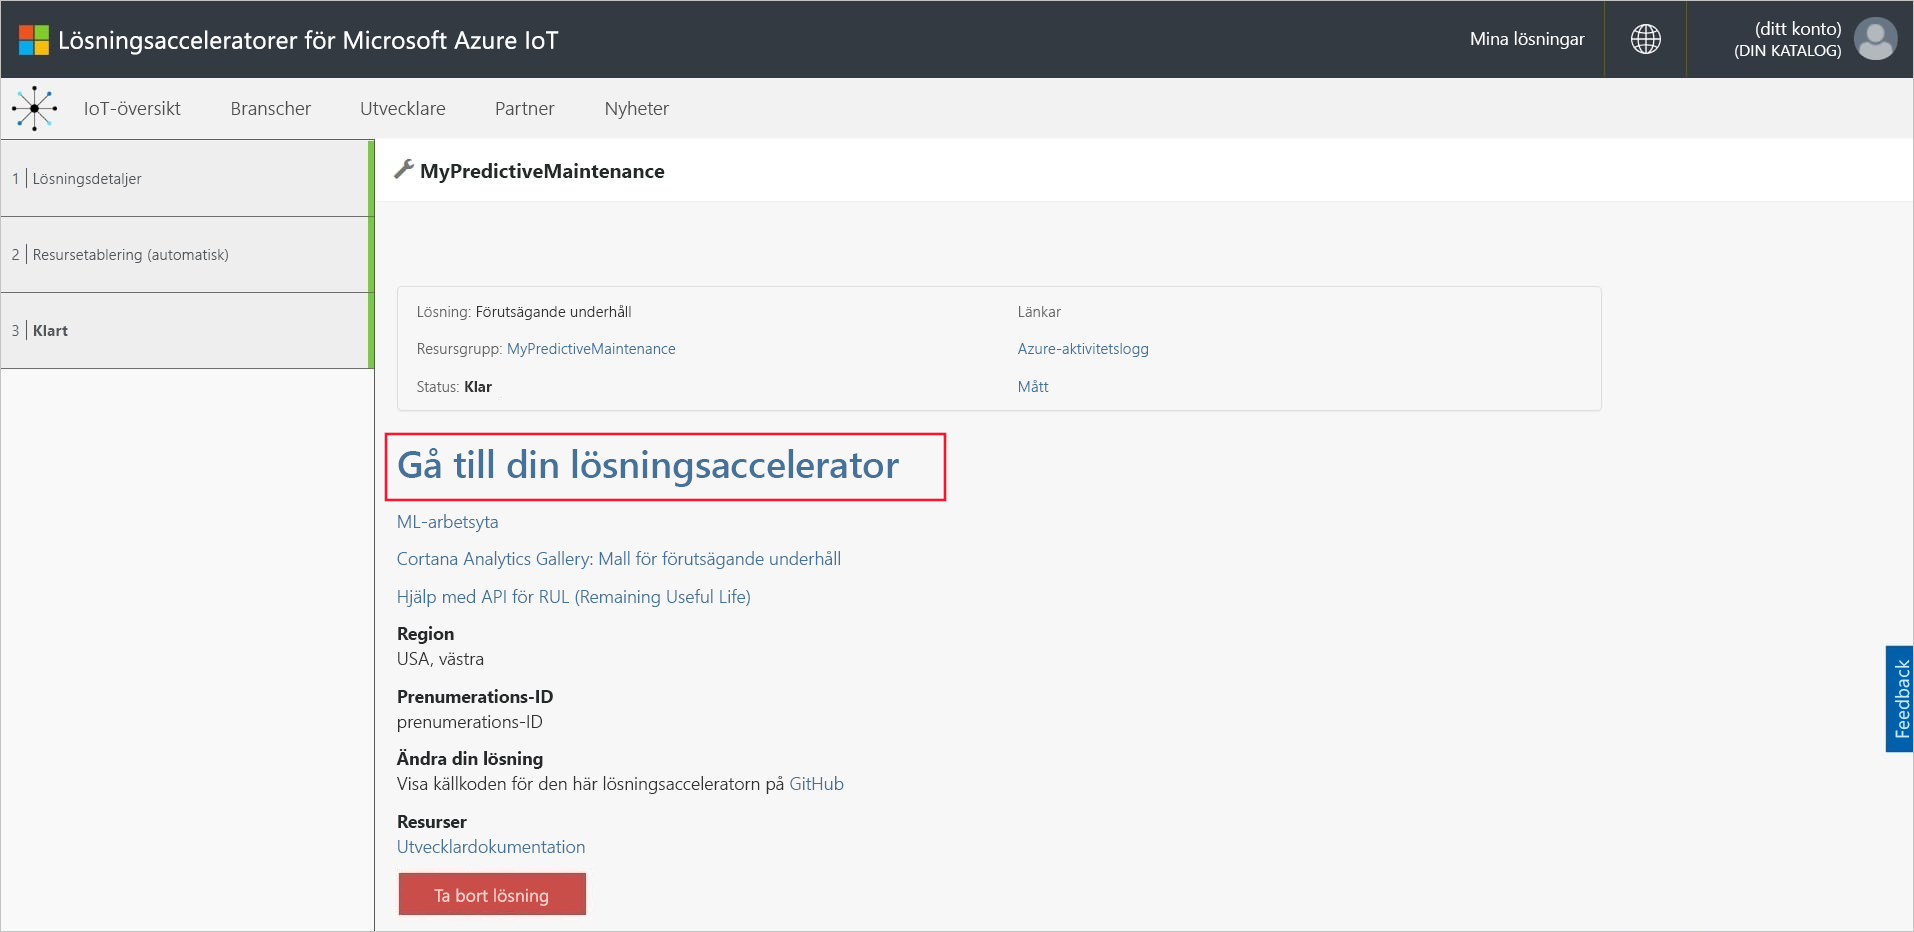 Lösningsacceleratorer för Microsoft Azure IoT
Mina lösningar
(ditt konto)
(DIN KATALOG)
IoT-översikt Branscher Utvecklare Partner Nyheter
1 Lösningsdetaljer
2 Resursetablering (automatisk)
3 Klart
MyPredictiveMaintenance
Lösning: Förutsägande underhåll
Länkar
Resursgrupp: MyPredictiveMaintenance
Azure-aktivitetslogg
Status: Klar
Mått
Gå till din lösningsaccelerator
ML-arbetsyta
Cortana Analytics Gallery: Mall för förutsägande underhåll
Hjälp med API för RUL (Remaining Useful Life)
Region
USA, västra
Prenumerations-ID
prenumerations-ID
Ändra din lösning
Visa källkoden för den här lösningsacceleratorn på GitHub
Resurser
Utvecklardokumentation
Ta bort lösning
Feedback